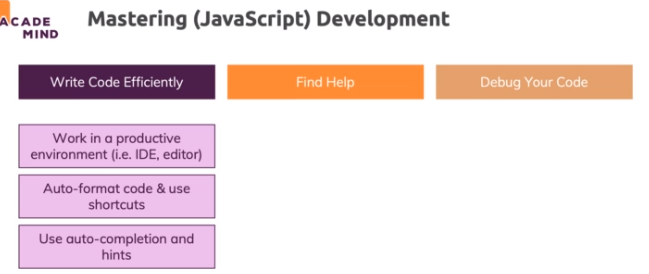 ACADE
MIND
Mastering (JavaScript) Development
Write Code Efficiently
Find Help
Debug Your Code
Work in a productive
environment (i.e. IDE, editor)
Auto-format code & use
shortcuts
Use auto-completion and
hints